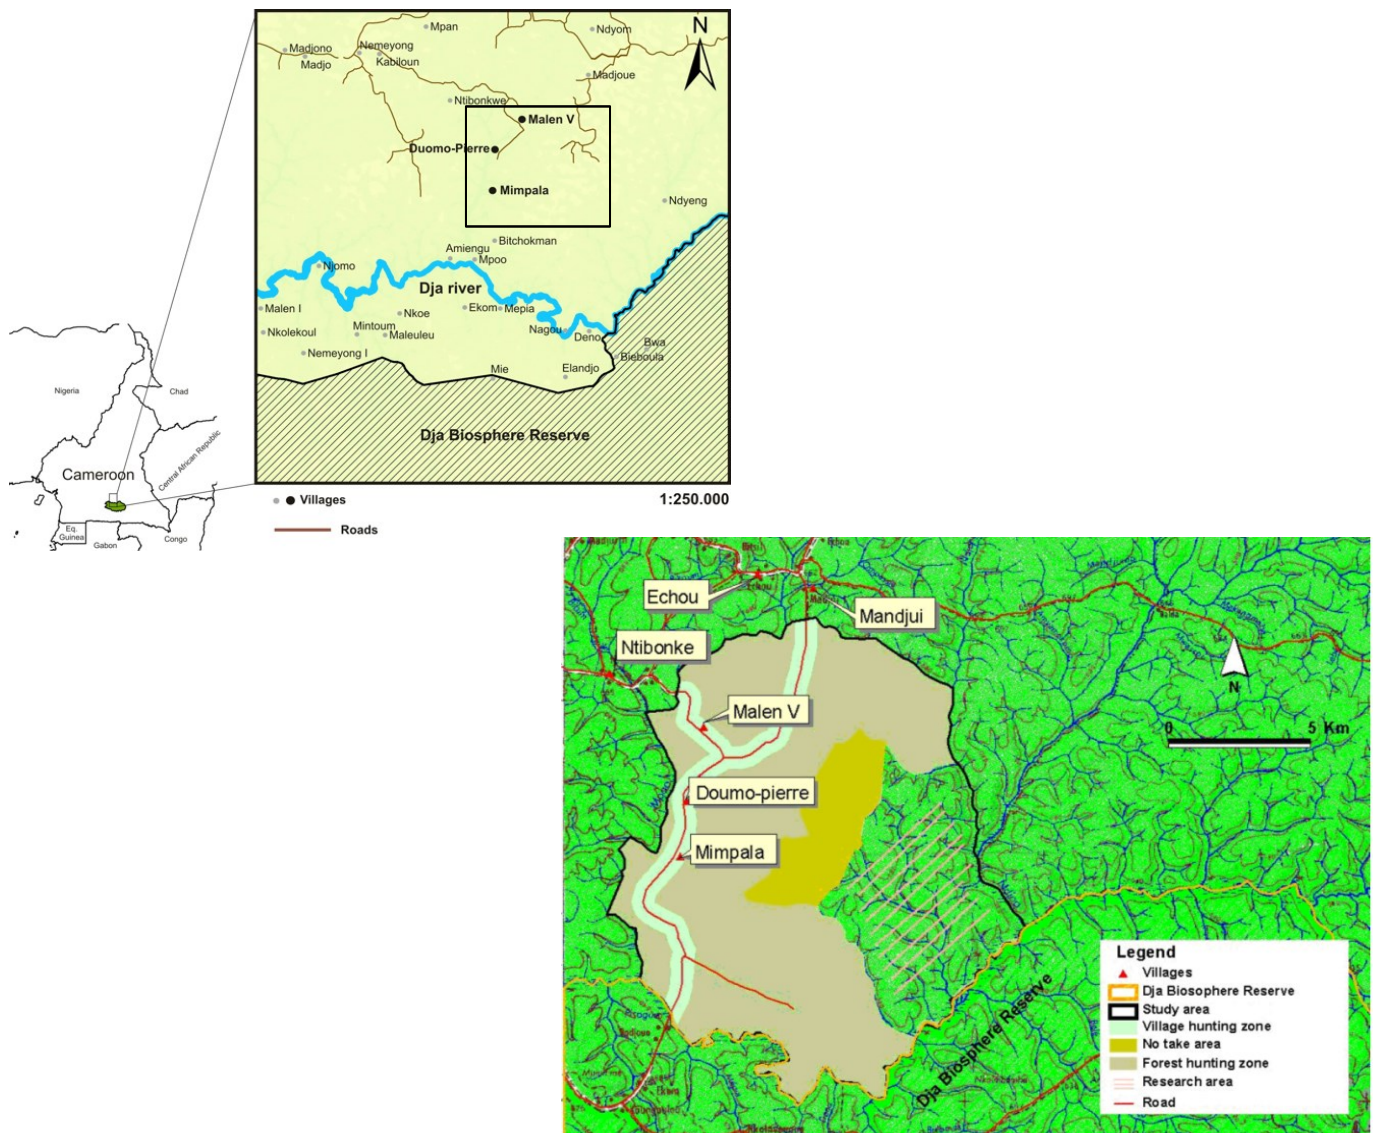 Mpan
Ndyom
N
Madjono
Nemeyong
Madjo
Kabiloun
Madjoue
Ntibonkwe
Malen V
Duomo-Pierre
Mimpala
Ndyeng
Bitchokman
Amiengu
Mpoo
Njomo
Dja river
Malen I
Nkoe
Ekom
Mepia
Nkolekoul
Mintoum
Maleuleu
Nagou
Deno
Bwa
Nemeyong I
Bieboula
Mie
Elandjo
Dja Biosphere Reserve
Nigeria
Chad
Central African Republic
Cameroon
Eq.
Guinea
Gabon
Congo
Villages
1:250.000
Roads
Echou
Mandjui
Ntibonke
N
Malen V
0 5 Km
Doumo-pierre
Mimpala
Dja Biosphere Reserve
Legend
Villages
Dja Biosphere Reserve
Study area
Village hunting zone
No take area
Forest hunting zone
Research area
Road